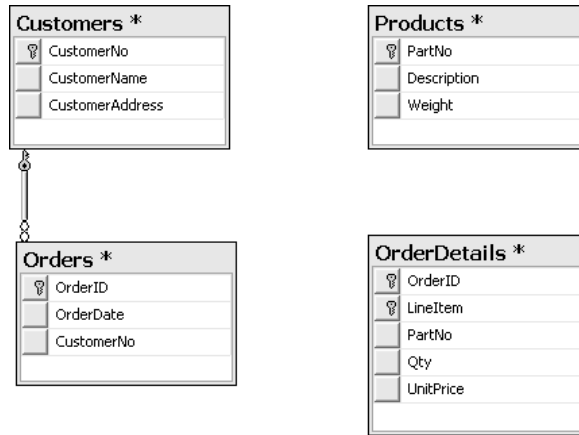 Customers *
CustomerNo
CustomerName
CustomerAddress
Products *
PartNo
Description
Weight
Orders *
OrderID
OrderDate
CustomerNo
OrderDetails *
OrderID
LineItem
PartNo
Qty
UnitPrice